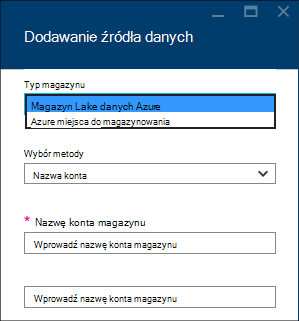 Dodawanie źródła danych
Typ magazynu
Magazyn Lake danych Azure
Azure miejsca do magazynowania
Wybór metody
Nazwa konta
* Nazwę konta magazynu
Wprowadź nazwę konta magazynu
Wprowadź nazwę konta magazynu